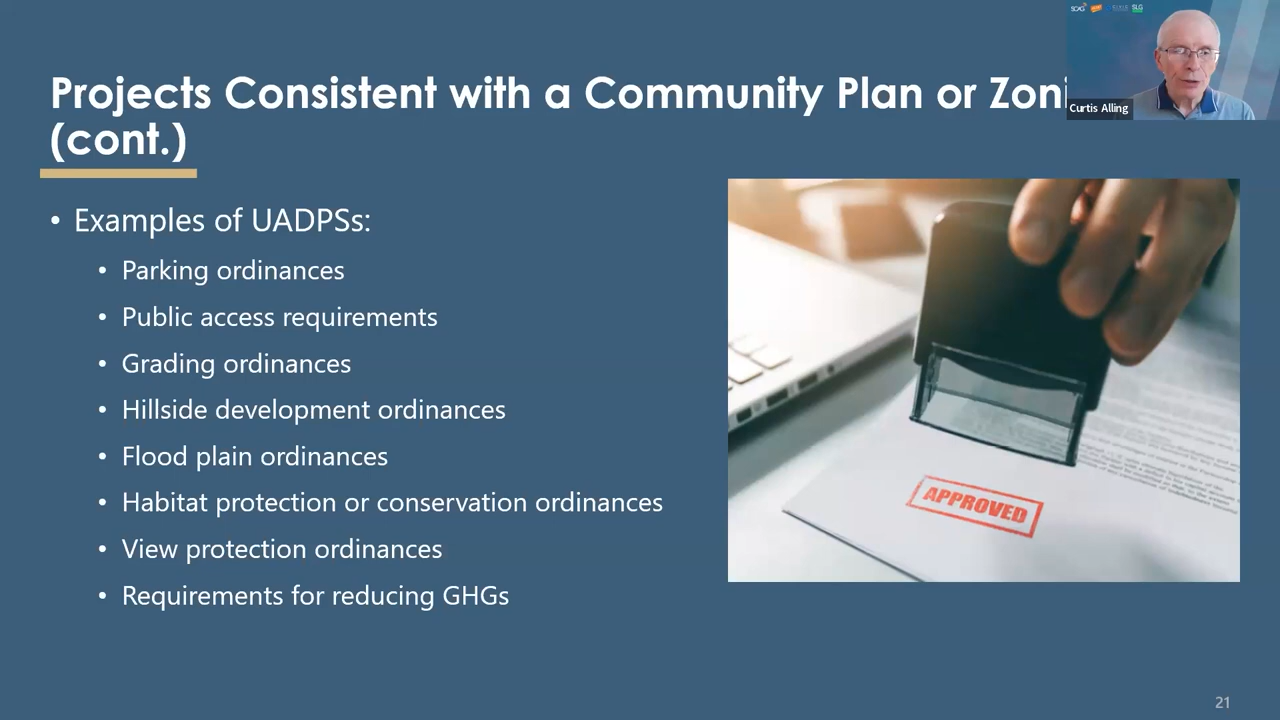 Projects Consistent with a Community Plan or Zoni
(cont.)
SCAG
SLG
Curtis Alling
• Examples of UADPSs:
• Parking ordinances
• Public access requirements
• Grading ordinances
• Hillside development ordinances
• Flood plain ordinances
• Habitat protection or conservation ordinances
• View protection ordinances
• Requirements for reducing GHGs
APPROVED
21